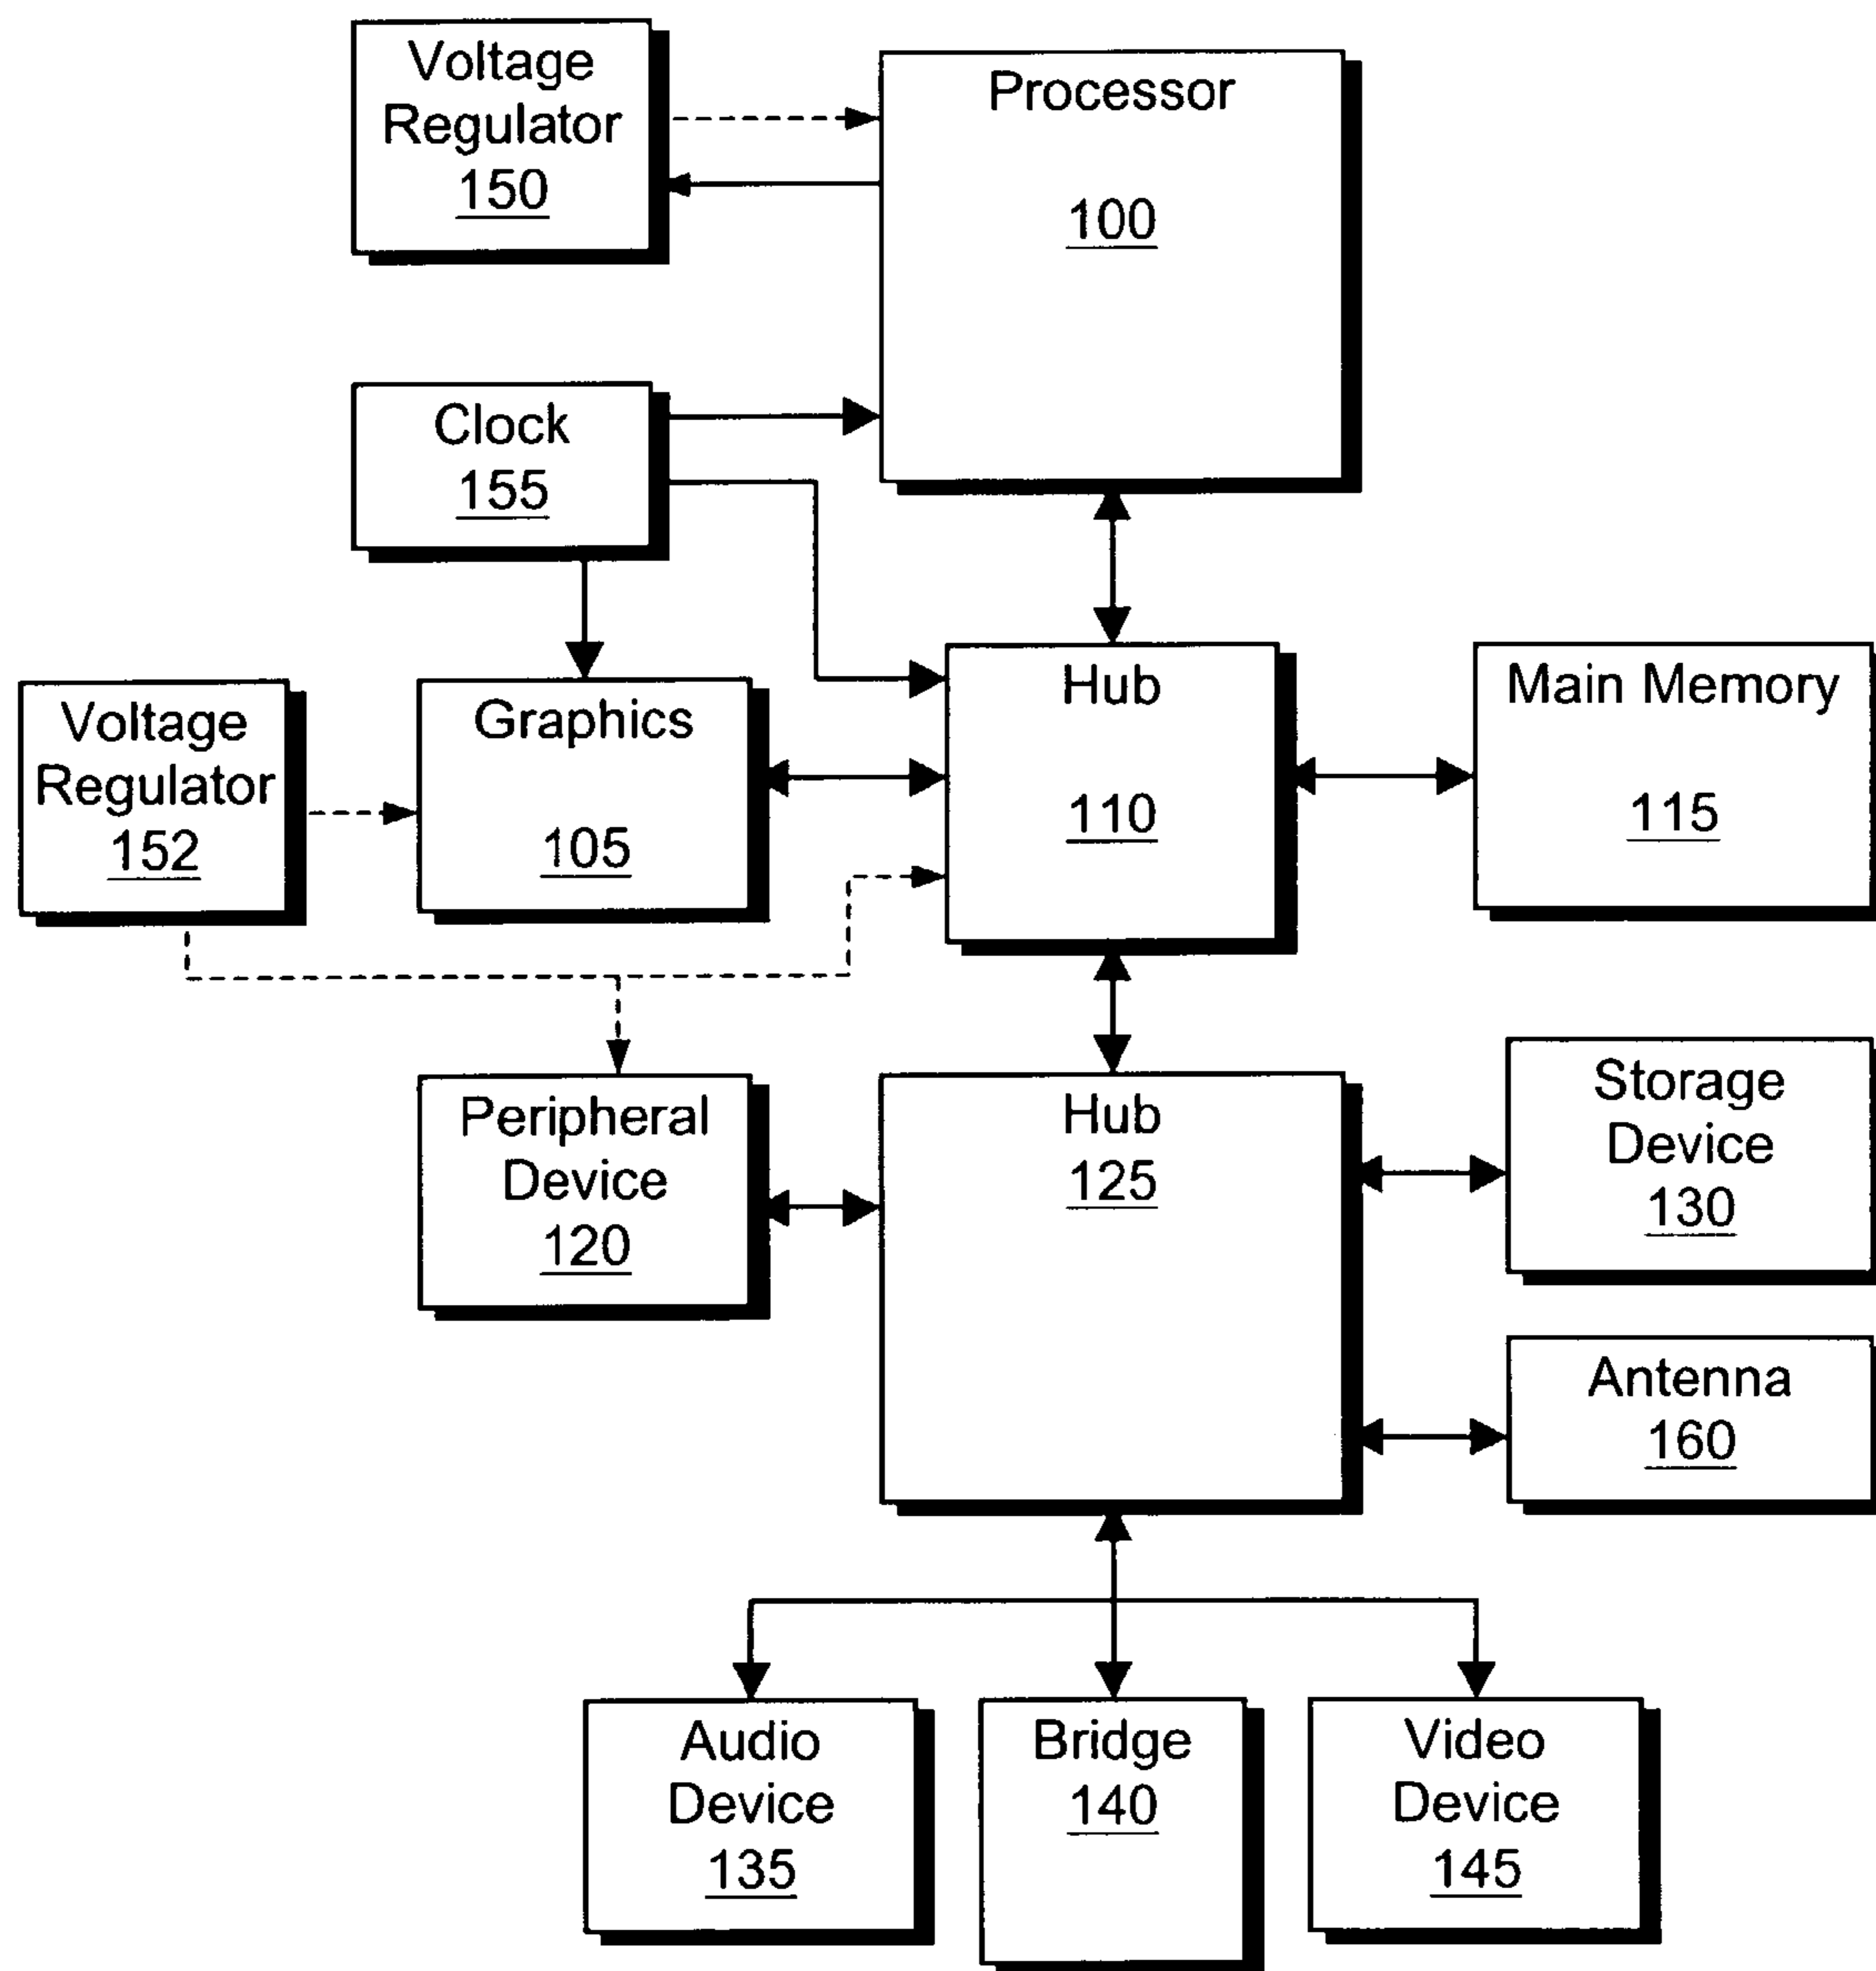 Voltage
Regulator
150
Processor
100
Clock
155
Voltage
Regulator
152
Graphics
105
Hub
110
Main Memory
115
Peripheral
Device
120
Hub
125
Storage
Device
130
Antenna
160
Audio
Device
135
Bridge
140
Video
Device
145